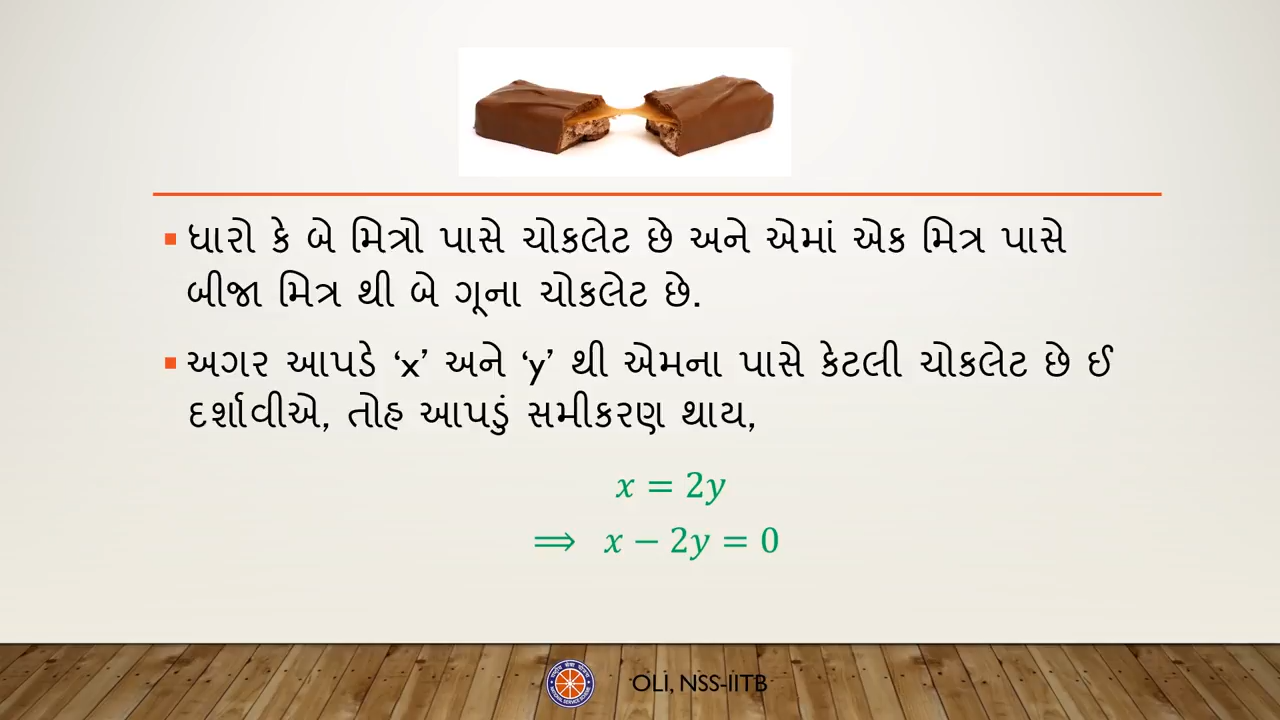 ધારો કે બે મિત્રો પાસે ચોકલેટ છે અને એમાં એક મિત્ર પાસે
બીજા મિત્ર થી બે ગૂના ચોકલેટ છે.
અગર આપડે ‘x’ અને ‘y’ થી એમના પાસે કેટલી ચોકલેટ છે ઈ
દર્શાવીએ, તોહ આપડું સમીકરણ થાય,
x = 2y
⟹ x − 2y = 0
OLI, NSS-IITB